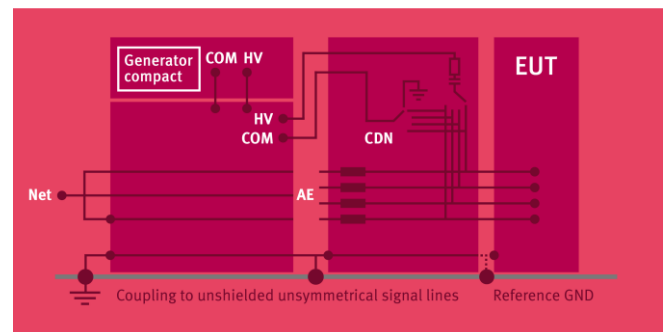 Generator
compact
COM HV
EUT
HV
COM
CDN
Net
AE
Coupling to unshielded unsymmetrical signal lines
Reference GND